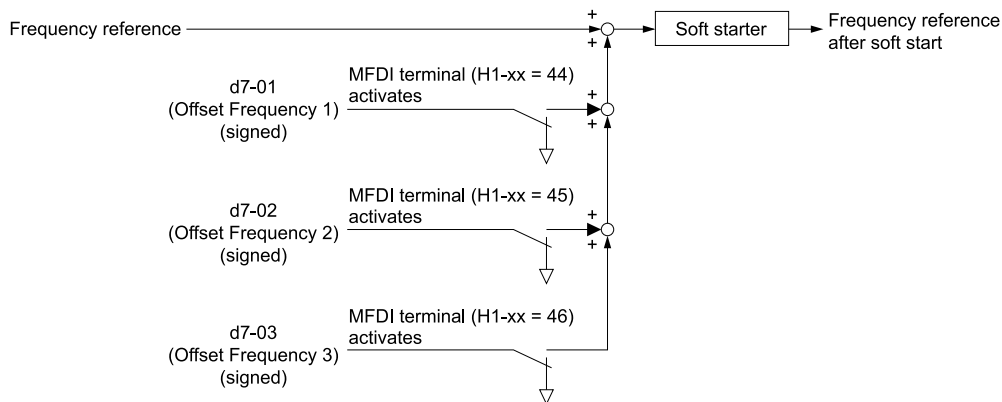 Frequency reference
+
+
Soft starter
Frequency reference
after soft start
d7-01
(Offset Frequency 1)
(signed)
MFDI terminal (H1-xx = 44)
activates
+
+
d7-02
(Offset Frequency 2)
(signed)
MFDI terminal (H1-xx = 45)
activates
+
+
d7-03
(Offset Frequency 3)
(signed)
MFDI terminal (H1-xx = 46)
activates